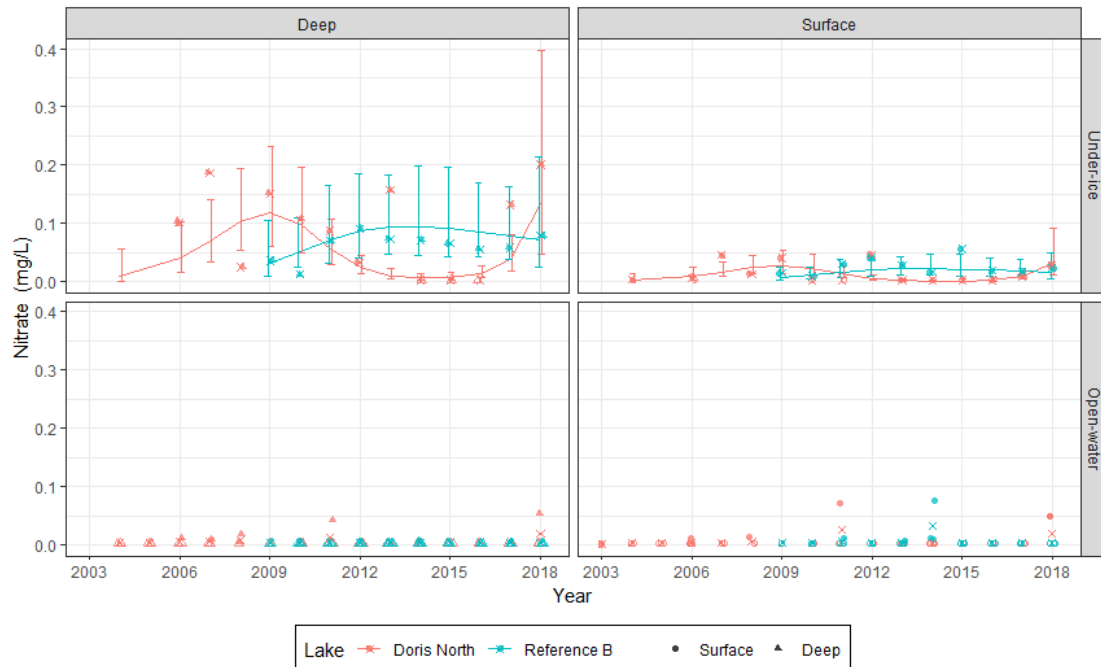 Deep Surface
0.4
0.3
0.2
0.1
0.0
Under-ice
Nitrate (mg/L)
0.4
0.3
0.2
0.1
0.0
Open-water
2003 2006 2009 2012 2015 2018 2003 2006 2009 2012 2015 2018
Year
Lake Doris North Reference B Surface Deep